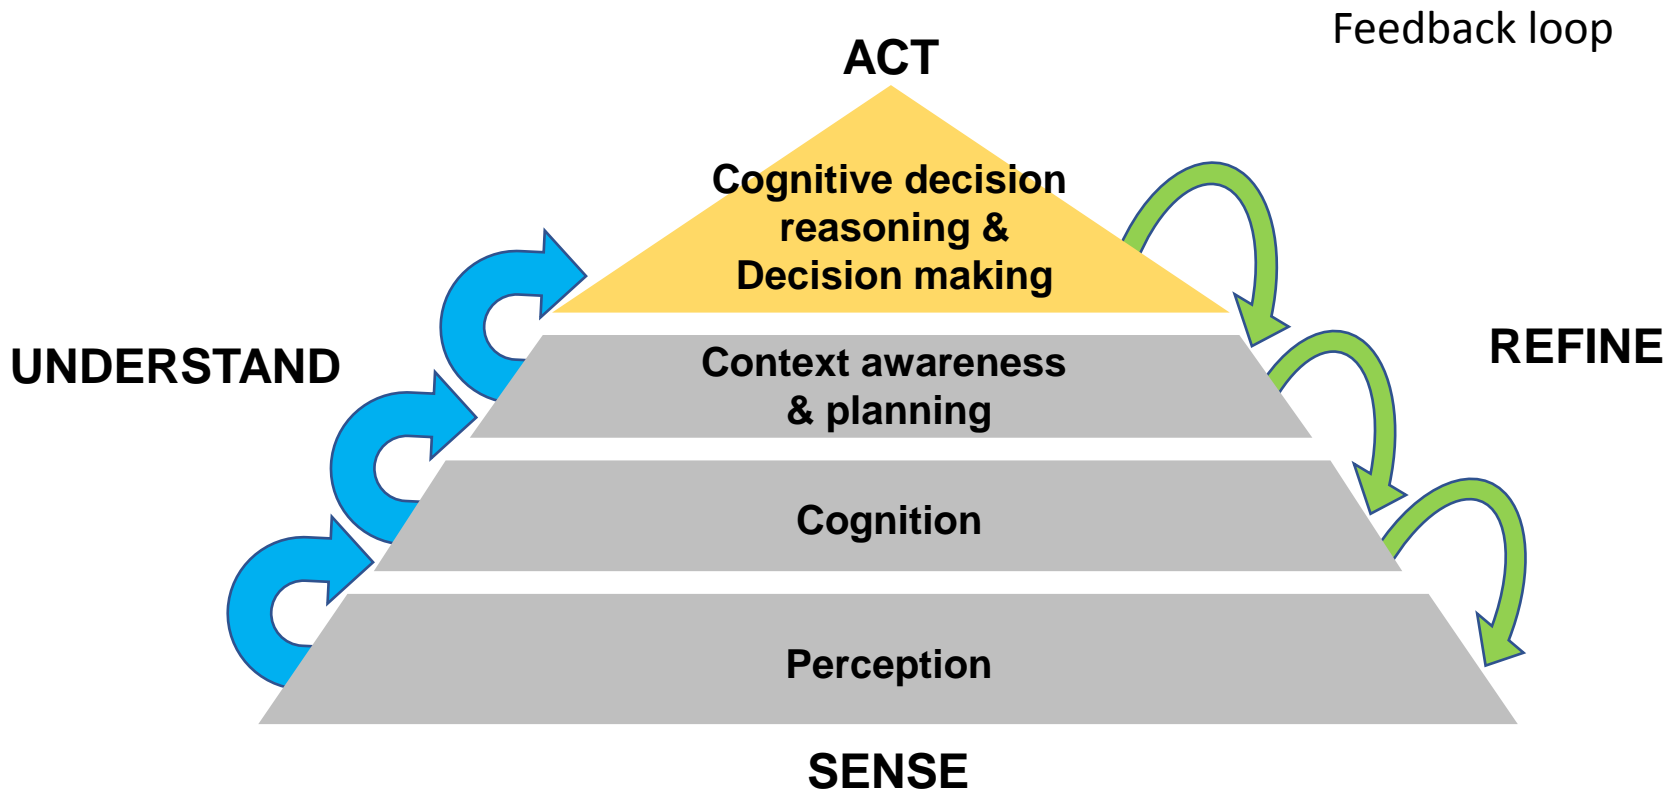 Feedback loop
ACT
Cognitive decision
reasoning &
Decision making
UNDERSTAND
REFINE
Context awareness
& planning
Cognition
Perception
SENSE